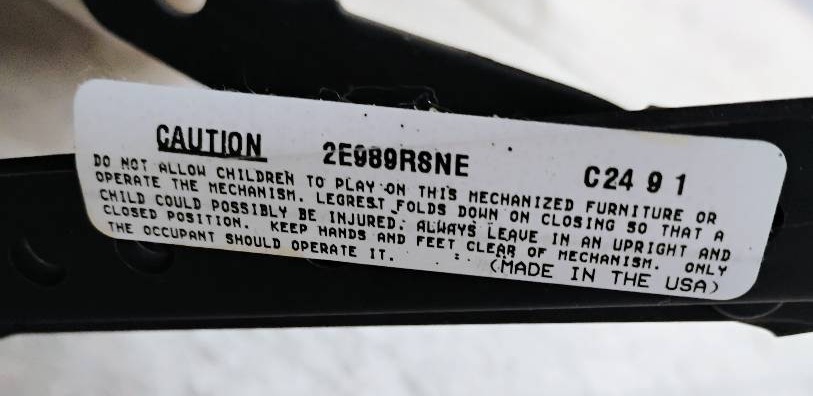 CAUTION 2E989RSNE C24 9 1
DO NOT ALLOW CHILDREN TO PLAY ON THIS MECHANIZED FURNITURE OR
OPERATE THE MECHANISM. LEGREST FOLDS DOWN ON CLOSING SO THAT A
CHILD COULD POSSIBLY BE INJURED. ALWAYS LEAVE IN AN UPRIGHT AND
CLOSED POSITION. KEEP HANDS AND FEET CLEAR OF MECHANISM. ONLY
THE OCCUPANT SHOULD OPERATE IT. (MADE IN THE USA)